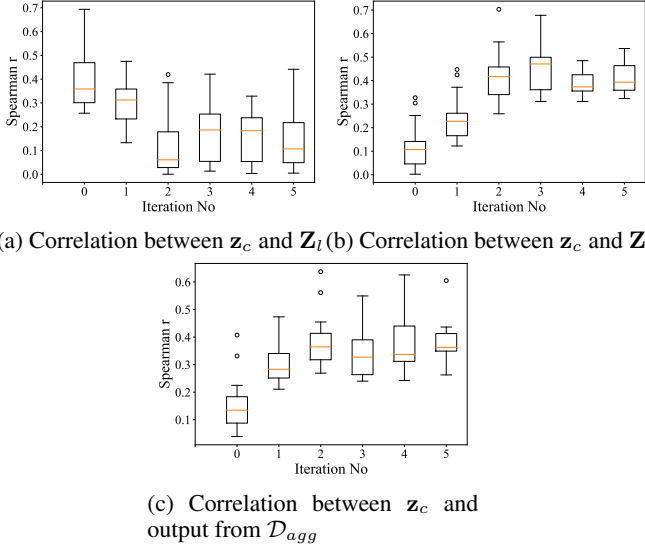 0.7
0.6
0.5
0.4
0.3
0.2
0.1
0.0
Spearman r
0 1 2 3 4 5
Iteration No
0.7
0.6
0.5
0.4
0.3
0.2
0.1
0.0
Spearman r
0 1 2 3 4 5
Iteration No
a) Correlation between z_c and Z_l (b) Correlation between z_c and Z
0.6
0.5
0.4
0.3
0.2
0.1
Spearman r
0 1 2 3 4 5
Iteration No
(c) Correlation between z_c and
output from D_agg